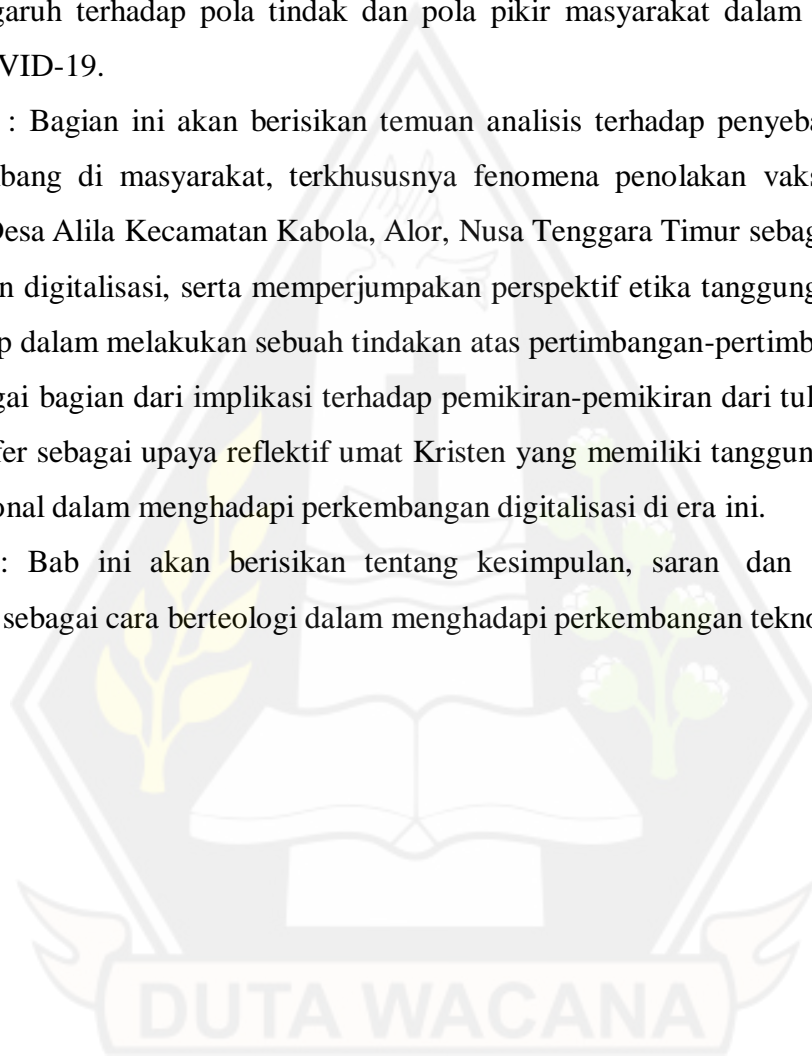 garuh terhadap pola tindak dan pola pikir masyarakat dalam
VID-19.
: Bagian ini akan berisikan temuan analisis terhadap penyeba
bang di masyarakat, terkhususnya fenomena penolakan vaks
Desa Alila Kecamatan Kabola, Alor, Nusa Tenggara Timur sebag
n digitalisasi, serta memperjumpakan perspektif etika tanggung
p dalam melakukan sebuah tindakan atas pertimbangan-pertimb
gai bagian dari implikasi terhadap pemikiran-pemikiran dari tul
fer sebagai upaya reflektif umat Kristen yang memiliki tanggun
onal dalam menghadapi perkembangan digitalisasi di era ini.
: Bab ini akan berisikan tentang kesimpulan, saran dan
sebagai cara berteologi dalam menghadapi perkembangan tekno
DUTA WACANA